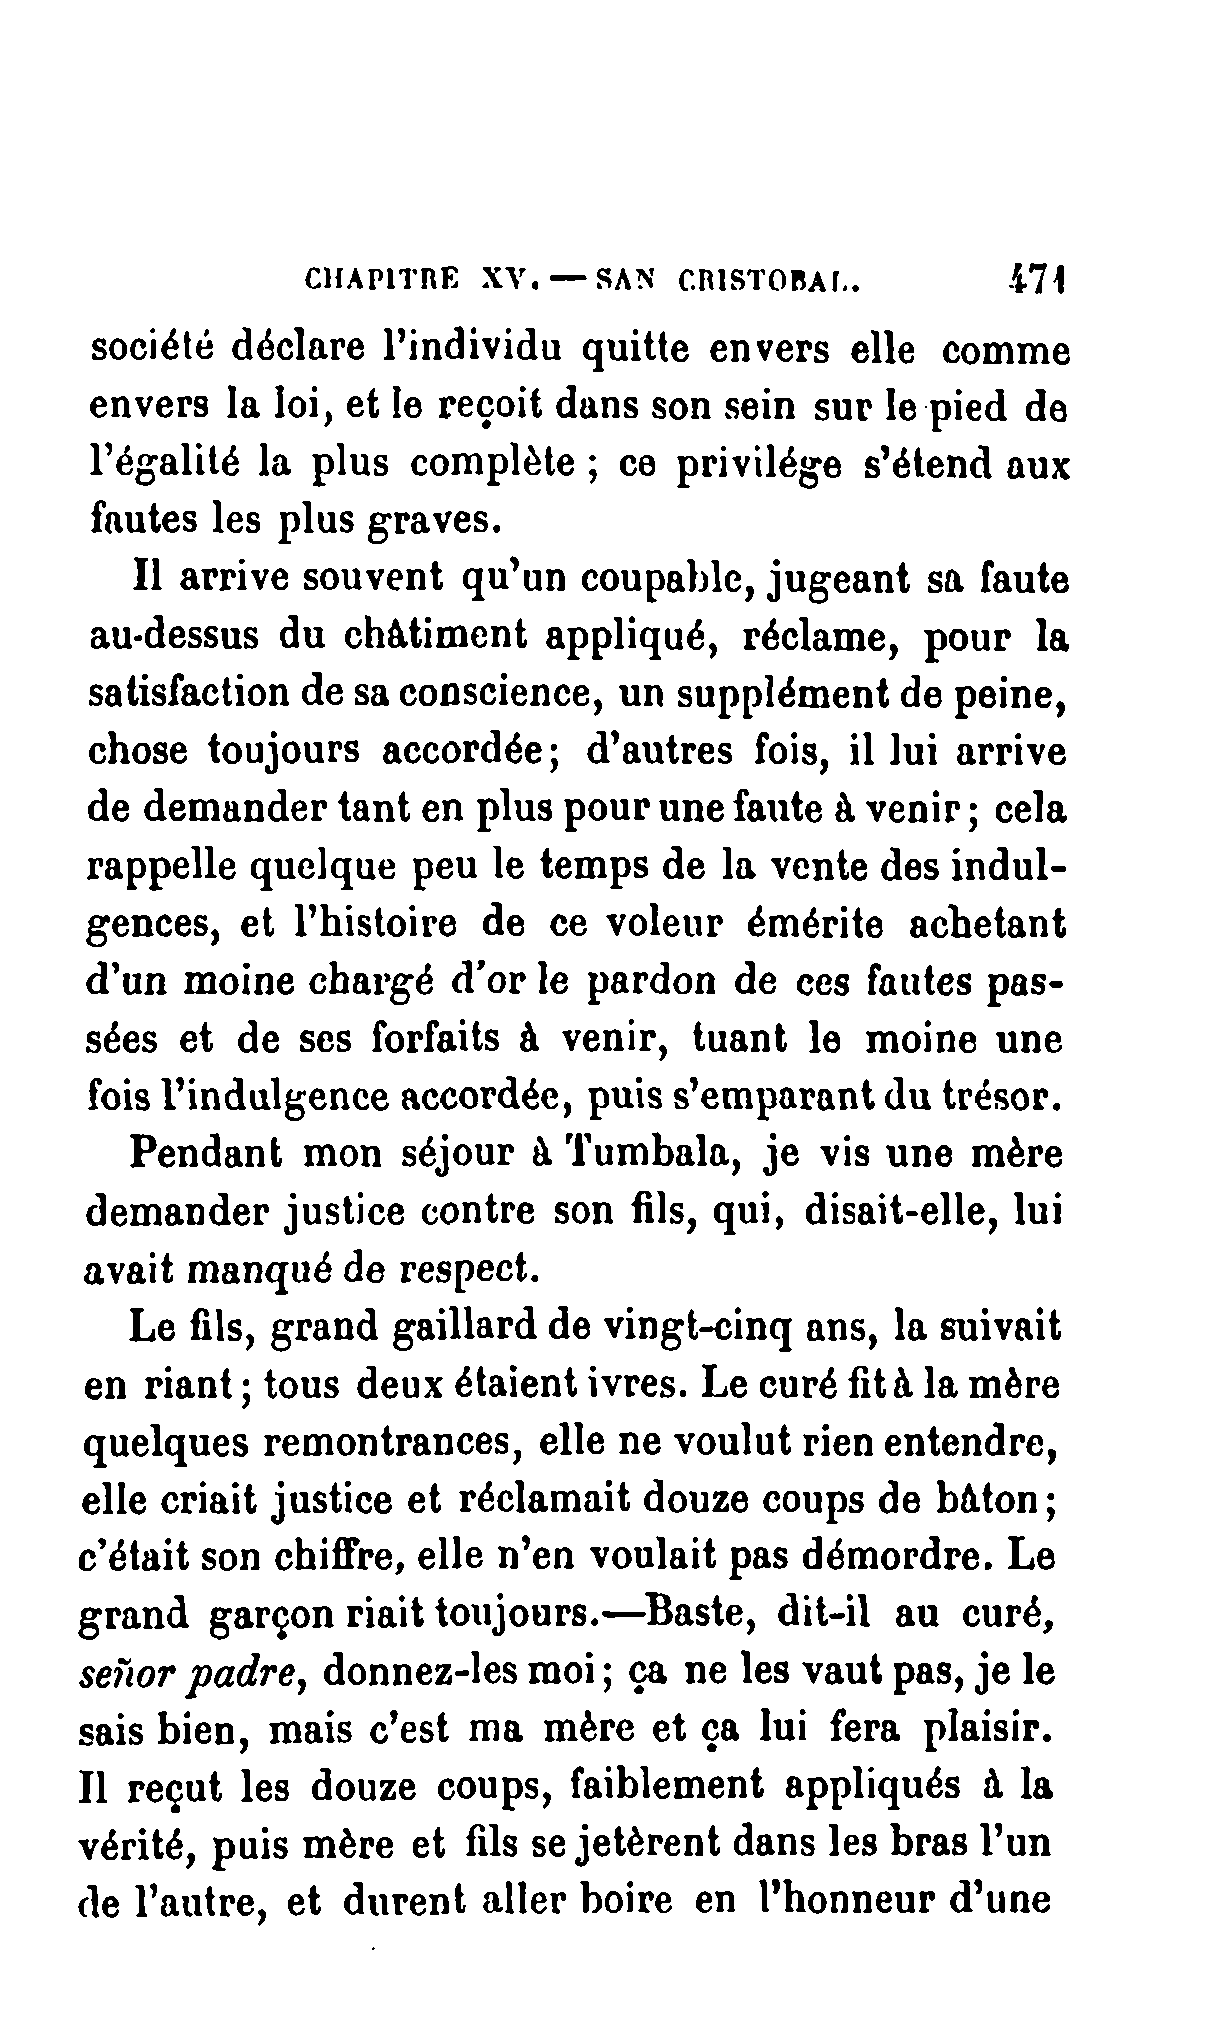 CHAPITRE XV. — SAN CRISTOBAL. 471
société déclare l'individu quitte envers elle comme
envers la loi, et le reçoit dans son sein sur le pied de
l'égalité la plus complète ; ce privilége s'étend aux
fautes les plus graves.
Il arrive souvent qu'un coupable, jugeant sa faute
au-dessus du châtiment appliqué, réclame, pour la
satisfaction de sa conscience, un supplément de peine,
chose toujours accordée; d'autres fois, il lui arrive
de demander tant en plus pour une faute à venir; cela
rappelle quelque peu le temps de la vente des indul-
gences, et l'histoire de ce voleur émérite achetant
d'un moine chargé d'or le pardon de ces fautes pas-
sées et de ses forfaits à venir, tuant le moine une
fois l'indulgence accordée, puis s'emparant du trésor.
Pendant mon séjour à Tumbala, je vis une mère
demander justice contre son fils, qui, disait-elle, lui
avait manqué de respect.
Le fils, grand gaillard de vingt-cinq ans, la suivait
en riant; tous deux étaient ivres. Le curé fit à la mère
quelques remontrances, elle ne voulut rien entendre,
elle criait justice et réclamait douze coups de bâton;
c'était son chiffre, elle n'en voulait pas démordre. Le
grand garçon riait toujours.—Baste, dit-il au curé,
señor padre, donnez-les moi; ça ne les vaut pas, je le
sais bien, mais c'est ma mère et ça lui fera plaisir.
Il reçut les douze coups, faiblement appliqués à la
vérité, puis mère et fils se jetèrent dans les bras l'un
de l'autre, et durent aller boire en l'honneur d'une